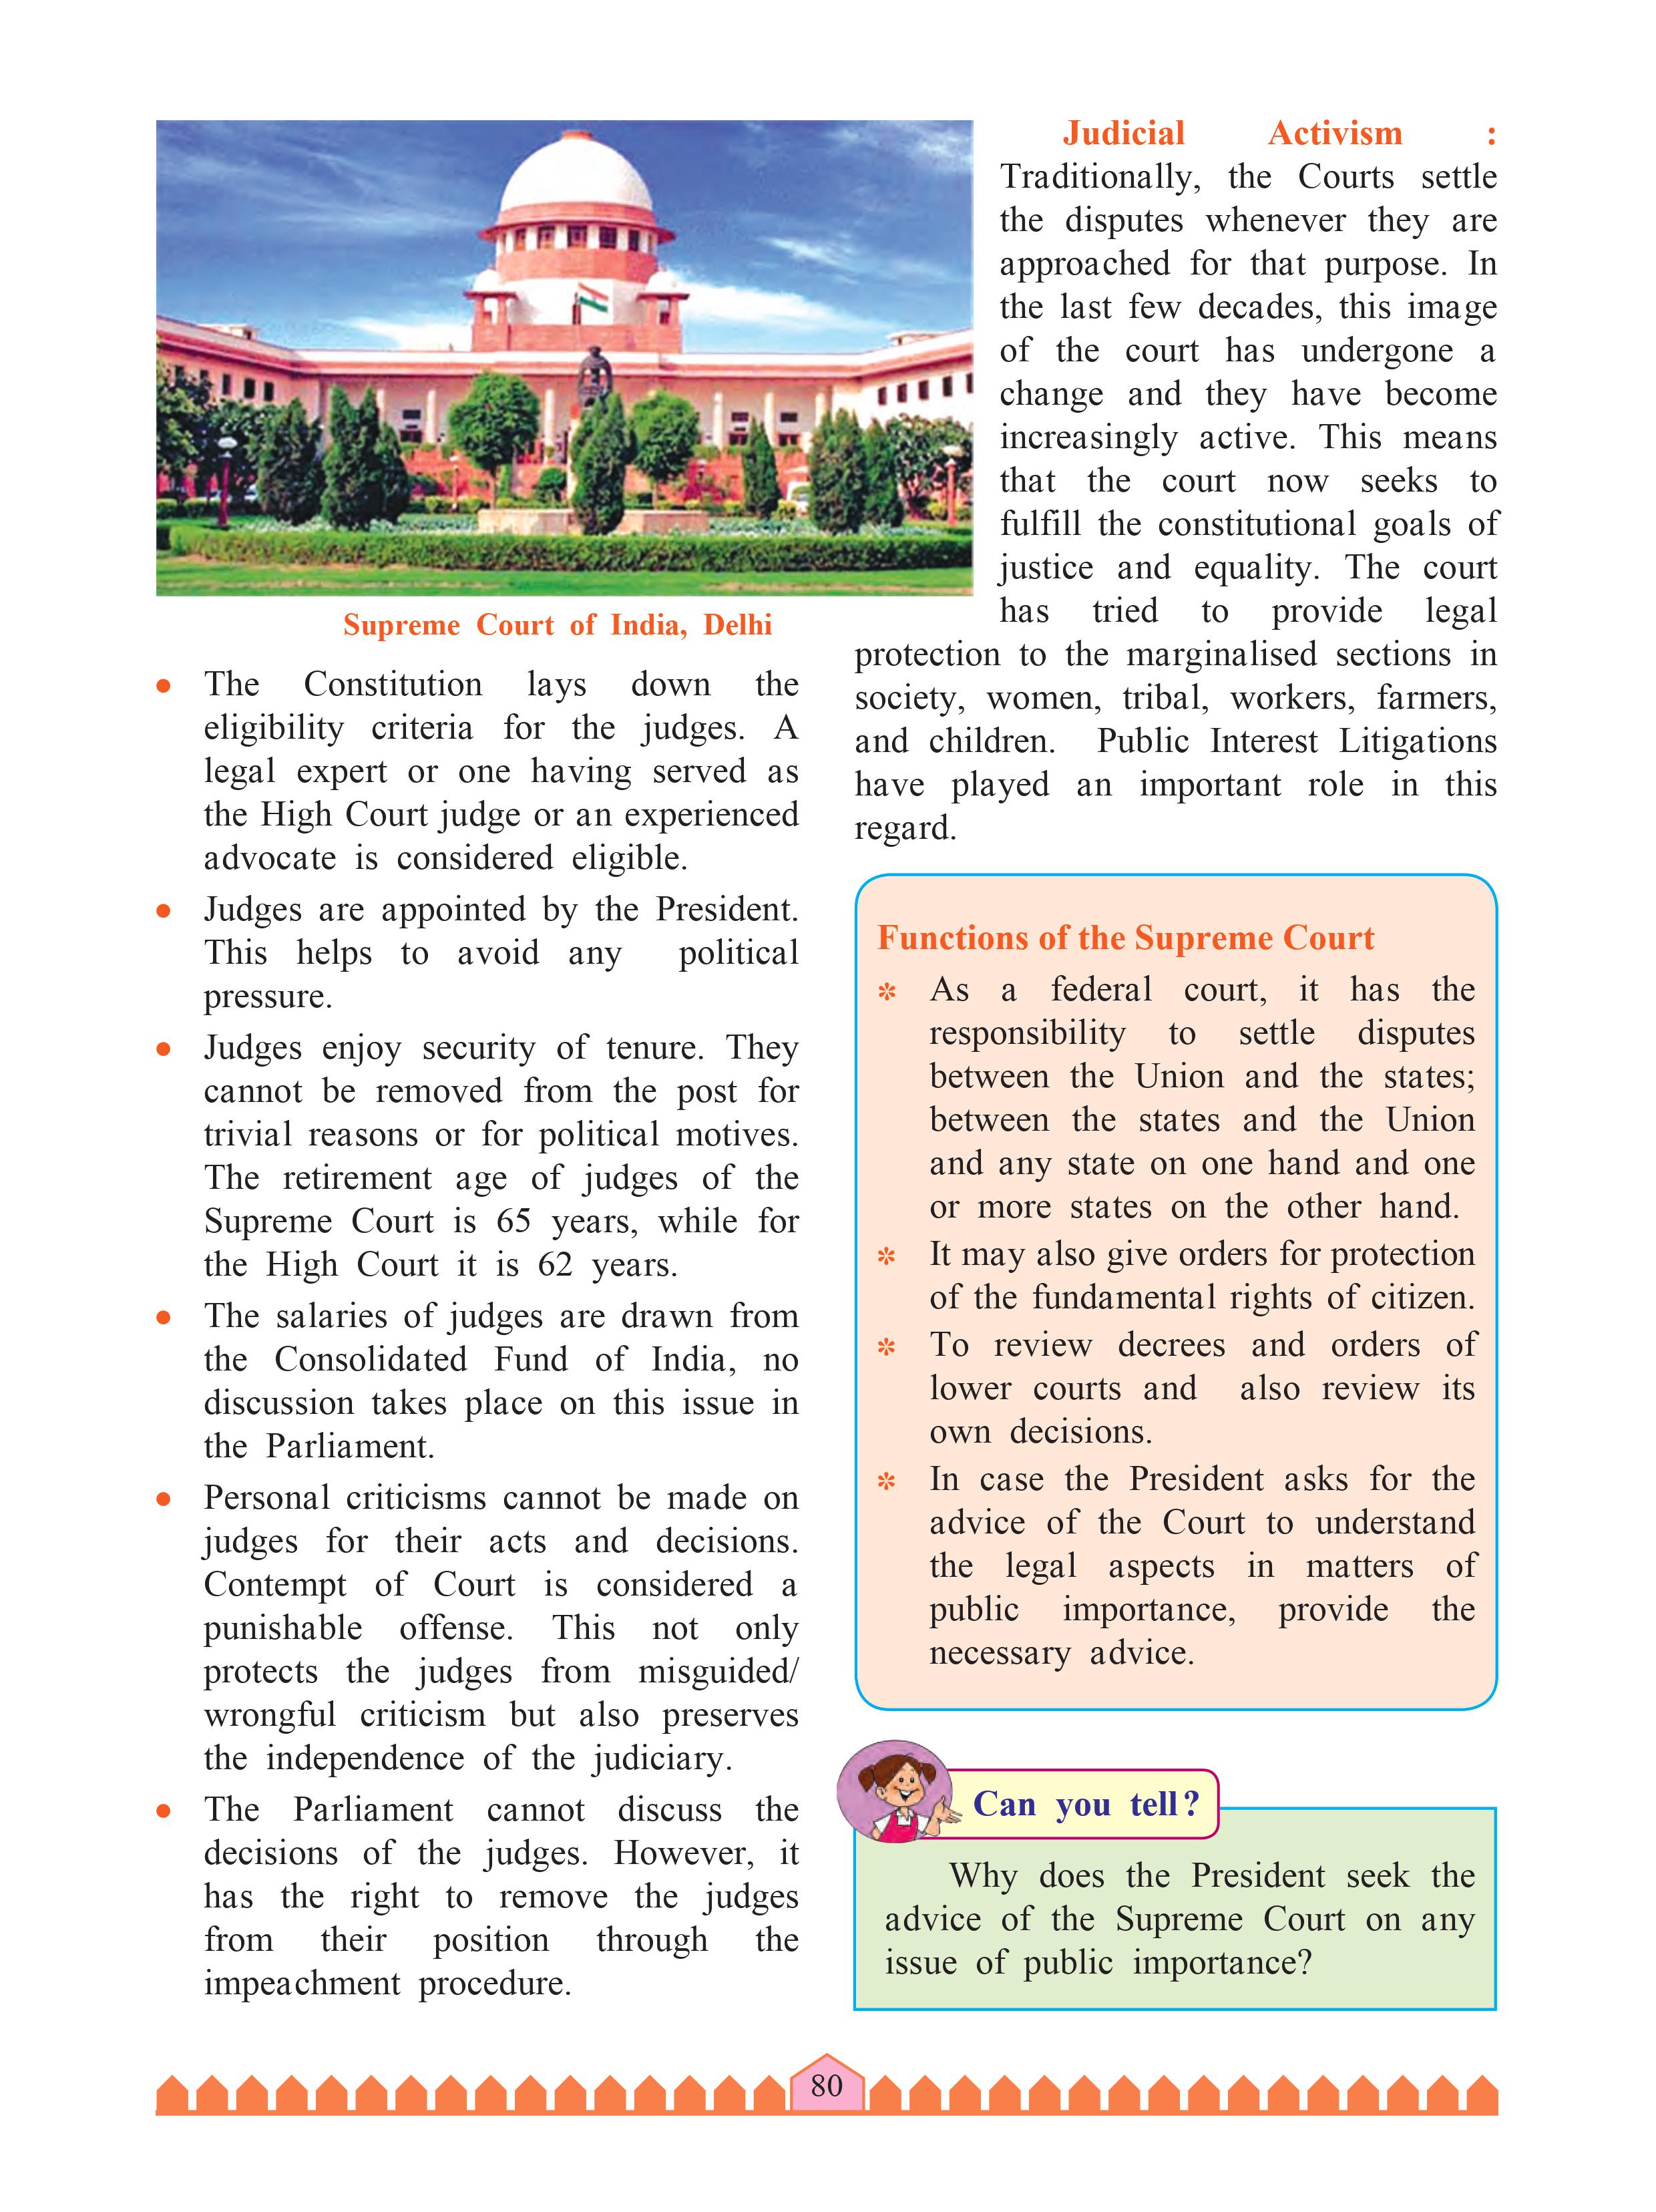 Supreme Court of India, Delhi
• The Constitution lays down the
eligibility criteria for the judges. A
legal expert or one having served as
the High Court judge or an experienced
advocate is considered eligible.
• Judges are appointed by the President.
This helps to avoid any political
pressure.
• Judges enjoy security of tenure. They
cannot be removed from the post for
trivial reasons or for political motives.
The retirement age of judges of the
Supreme Court is 65 years, while for
the High Court it is 62 years.
• The salaries of judges are drawn from
the Consolidated Fund of India, no
discussion takes place on this issue in
the Parliament.
• Personal criticisms cannot be made on
judges for their acts and decisions.
Contempt of Court is considered a
punishable offense. This not only
protects the judges from misguided/
wrongful criticism but also preserves
the independence of the judiciary.
• The Parliament cannot discuss the
decisions of the judges. However, it
has the right to remove the judges
from their position through the
impeachment procedure.
Judicial Activism :
Traditionally, the Courts settle
the disputes whenever they are
approached for that purpose. In
the last few decades, this image
of the court has undergone a
change and they have become
increasingly active. This means
that the court now seeks to
fulfill the constitutional goals of
justice and equality. The court
has tried to provide legal
protection to the marginalised sections in
society, women, tribal, workers, farmers,
and children. Public Interest Litigations
have played an important role in this
regard.
Functions of the Supreme Court
✽ As a federal court, it has the
responsibility to settle disputes
between the Union and the states;
between the states and the Union
and any state on one hand and one
or more states on the other hand.
✽ It may also give orders for protection
of the fundamental rights of citizen.
✽ To review decrees and orders of
lower courts and also review its
own decisions.
✽ In case the President asks for the
advice of the Court to understand
the legal aspects in matters of
public importance, provide the
necessary advice.
Can you tell?
Why does the President seek the
advice of the Supreme Court on any
issue of public importance?
80